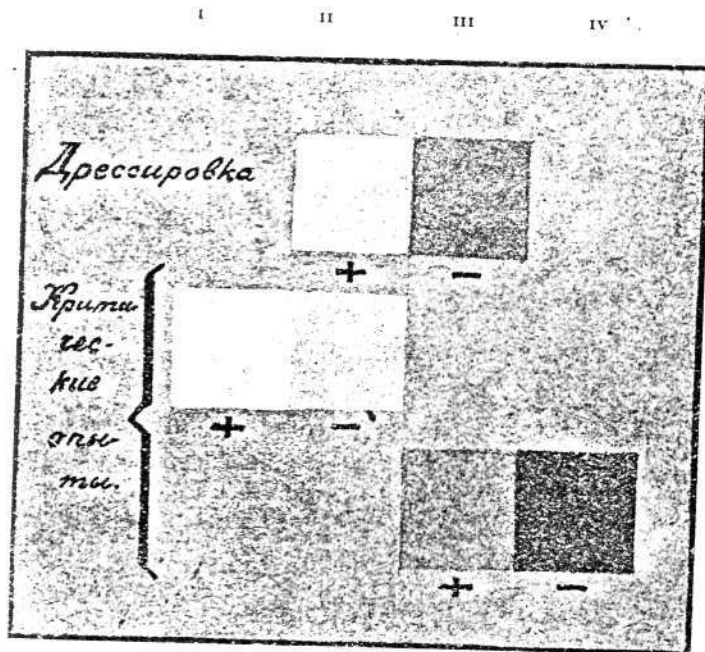 I II III IV
Дрессировка
+ −
Крити-
чес-
кие
+ −
опы-
ты.
+ −